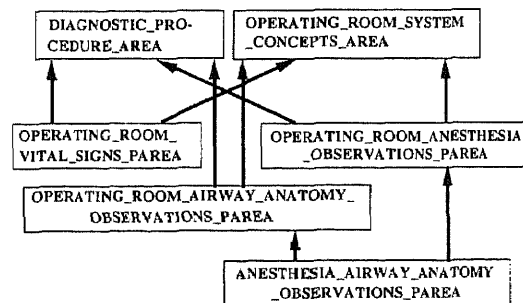 DIAGNOSTIC_PRO-
CEDURE_AREA
OPERATING_ROOM_SYSTEM
_CONCEPTS_AREA
OPERATING_ROOM_
VITAL_SIGNS_PAREA
OPERATING_ROOM_ANESTHESIA
_OBSERVATIONS_PAREA
OPERATING_ROOM_AIRWAY_ANATOMY_
OBSERVATIONS_PAREA
ANESTHESIA_AIRWAY_ANATOMY
_OBSERVATIONS_PAREA